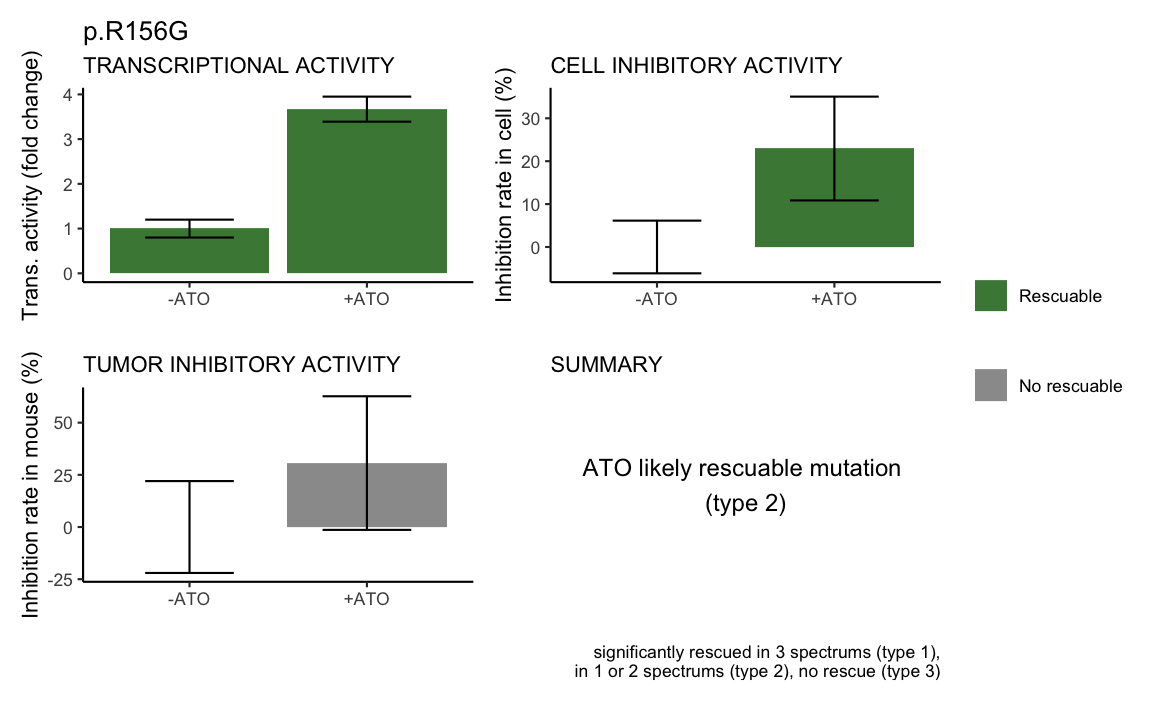 p.R156G
TRANSCRIPTIONAL ACTIVITY
Trans. activity (fold change)
4
3
2
1
0
-ATO
+ATO
CELL INHIBITORY ACTIVITY
Inhibition rate in cell (%)
30
20
10
0
-ATO
+ATO
Rescuable
No rescuable
TUMOR INHIBITORY ACTIVITY
Inhibition rate in mouse (%)
50
25
0
-25
-ATO
+ATO
SUMMARY
ATO likely rescuable mutation
(type 2)
significantly rescued in 3 spectrums (type 1),
in 1 or 2 spectrums (type 2), no rescue (type 3)